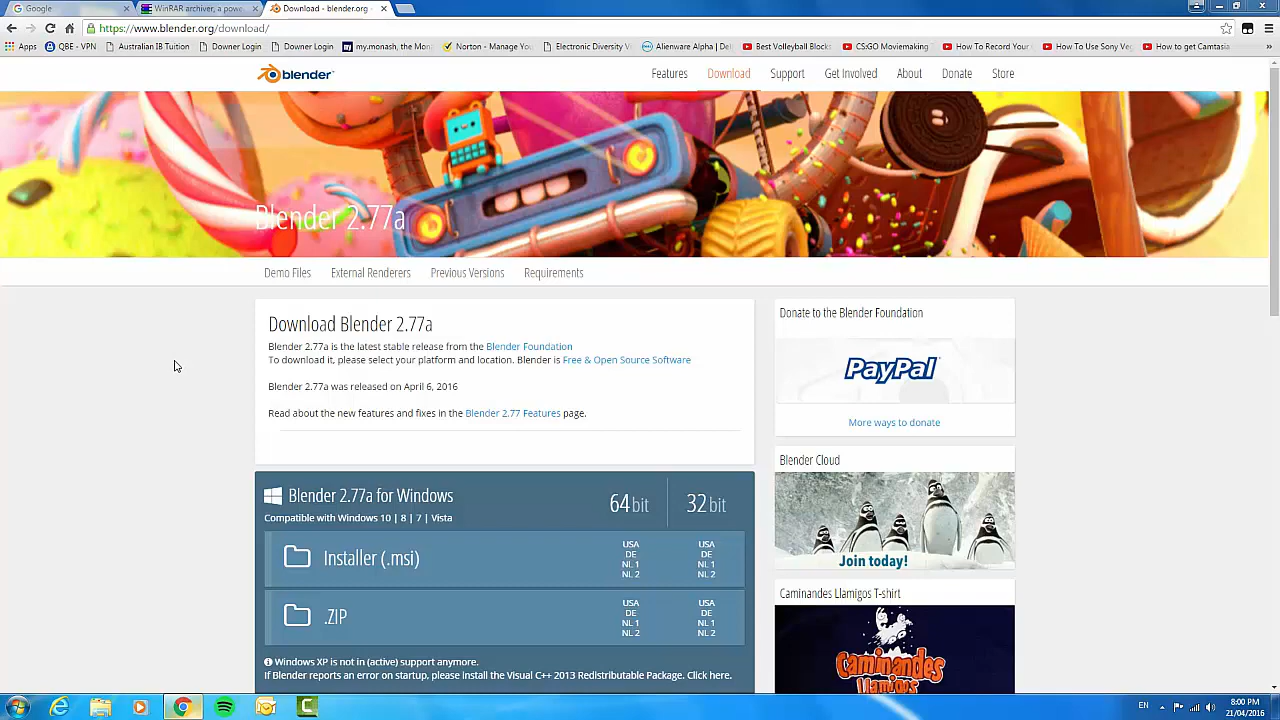 Google
WinRAR archiver, a powe
Download - blender.org -
https://www.blender.org/download/
Apps
QBE - VPN
Australian IB Tuition
Downer Login
Downer Login
my.monash, the Mon
Norton - Manage You
Electronic Diversity V
Alienware Alpha | Del
Best Volleyball Blocks
CS:GO Moviemaking
How To Record Your
How To Use Sony Veg
How to get Camtasia
»
blender
Features
Download
Support
Get Involved
About
Donate
Store
Blender 2.77a
Demo Files
External Renderers
Previous Versions
Requirements
Download Blender 2.77a
Blender 2.77a is the latest stable release from the Blender Foundation
To download it, please select your platform and location. Blender is Free & Open Source Software
Blender 2.77a was released on April 6, 2016
Read about the new features and fixes in the Blender 2.77 Features page.
Blender 2.77a for Windows
Compatible with Windows 10 | 8 | 7 | Vista
64 bit
32 bit
Installer (.msi)
USA
DE
NL 1
NL 2
USA
DE
NL 1
NL 2
.ZIP
USA
DE
NL 1
NL 2
USA
DE
NL 1
NL 2
Windows XP is not in (active) support anymore.
If Blender reports an error on startup, please install the Visual C++ 2013 Redistributable Package. Click here.
Donate to the Blender Foundation
PayPal
More ways to donate
Blender Cloud
Join today!
Caminandes Llamigos T-shirt
Caminandes
Llamigos
EN
8:00 PM
21/04/2016